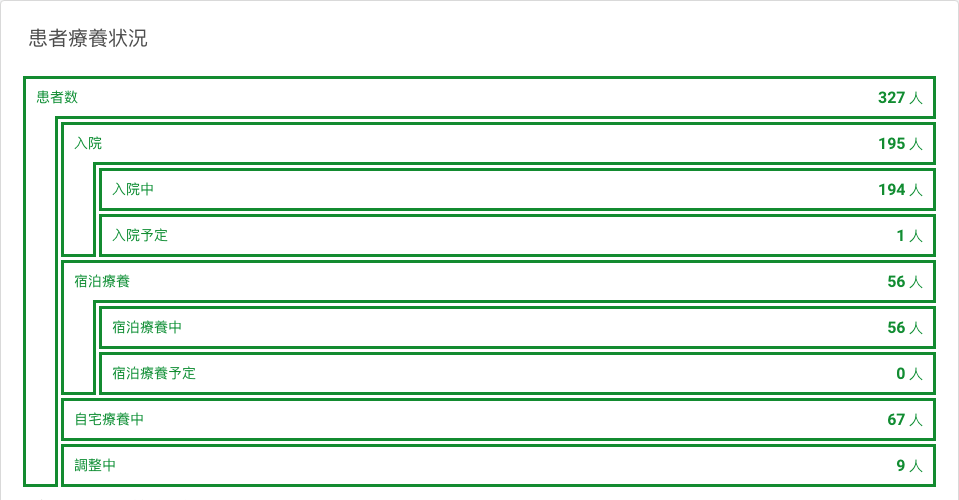 患者療養状況
患者数 327 人
入院 195 人
入院中 194 人
入院予定 1 人
宿泊療養 56 人
宿泊療養中 56 人
宿泊療養予定 0 人
自宅療養中 67 人
調整中 9 人